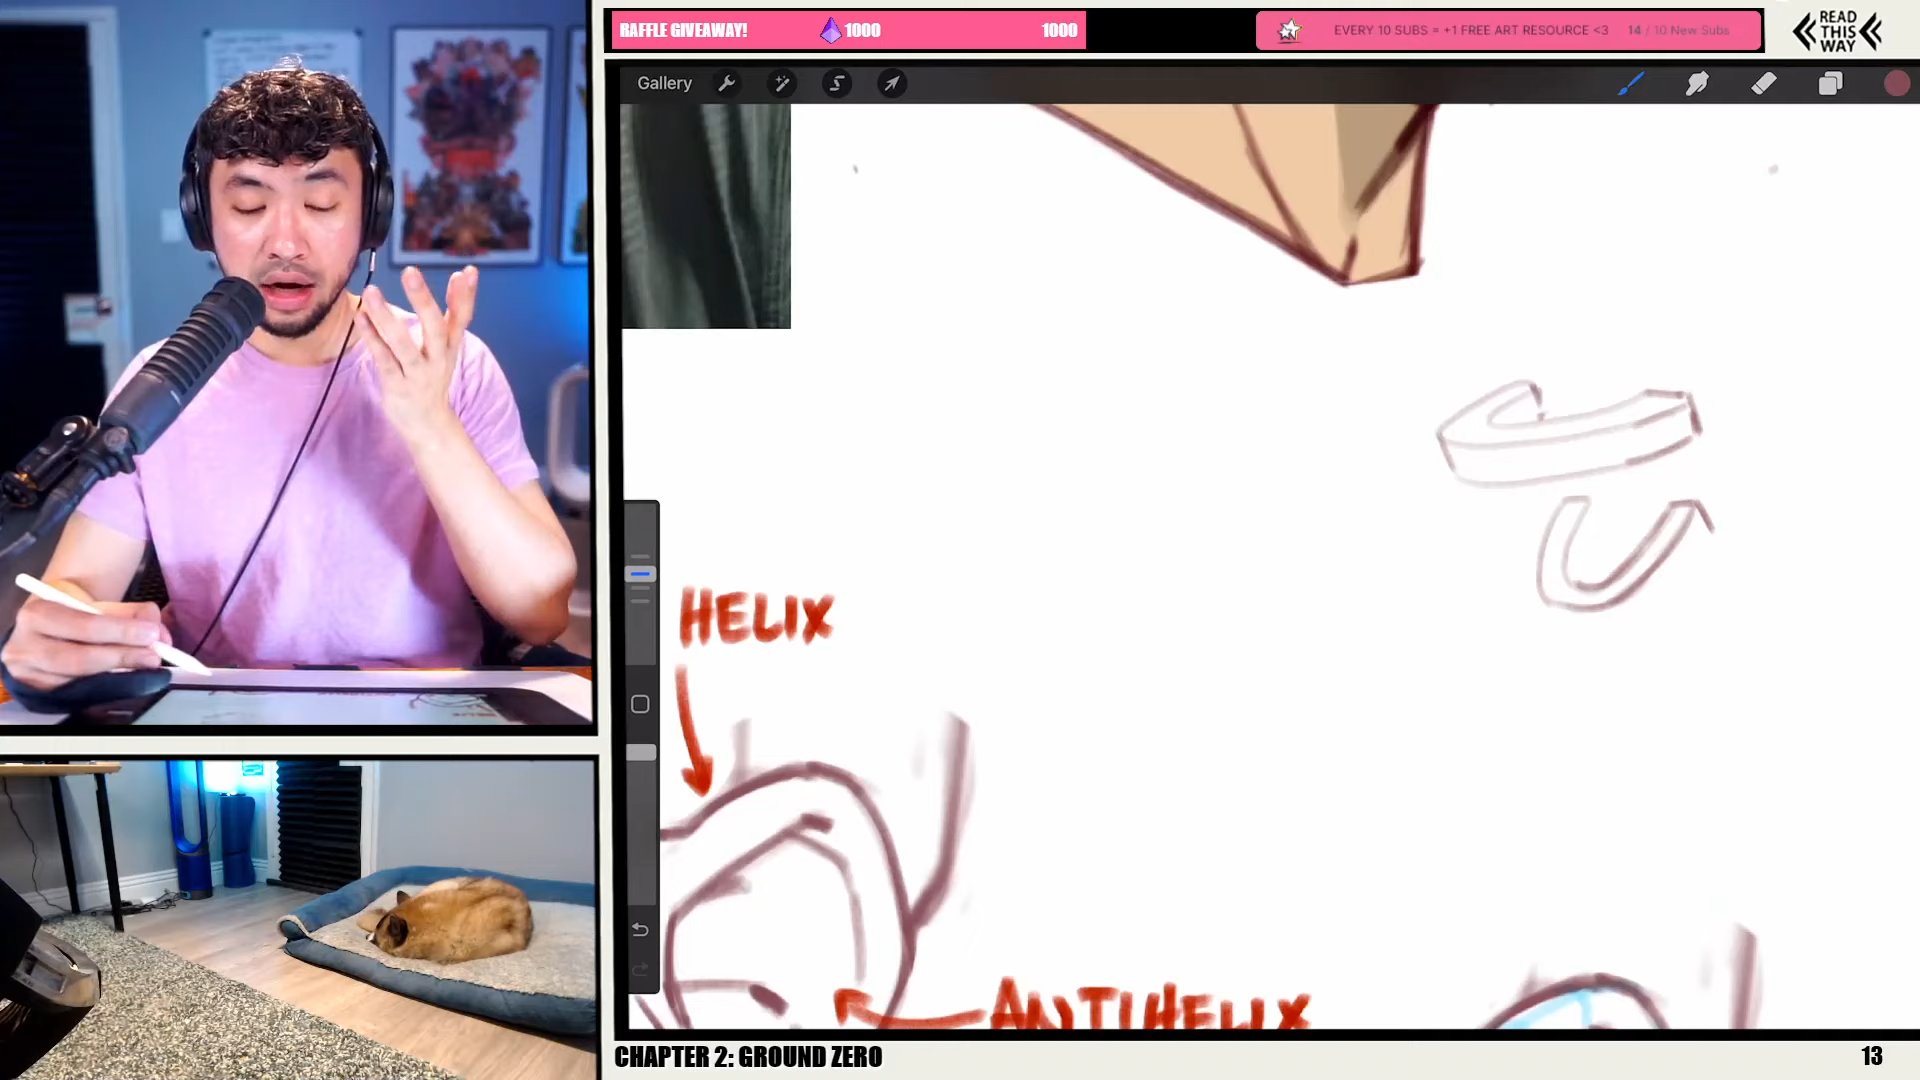 RAFFLE GIVEAWAY! 1000 1000
EVERY 10 SUBS = +1 FREE ART RESOURCE <3 14 / 10 New Subs
READ
THIS
WAY
Gallery
HELIX
ANTIHELIX
CHAPTER 2: GROUND ZERO
13